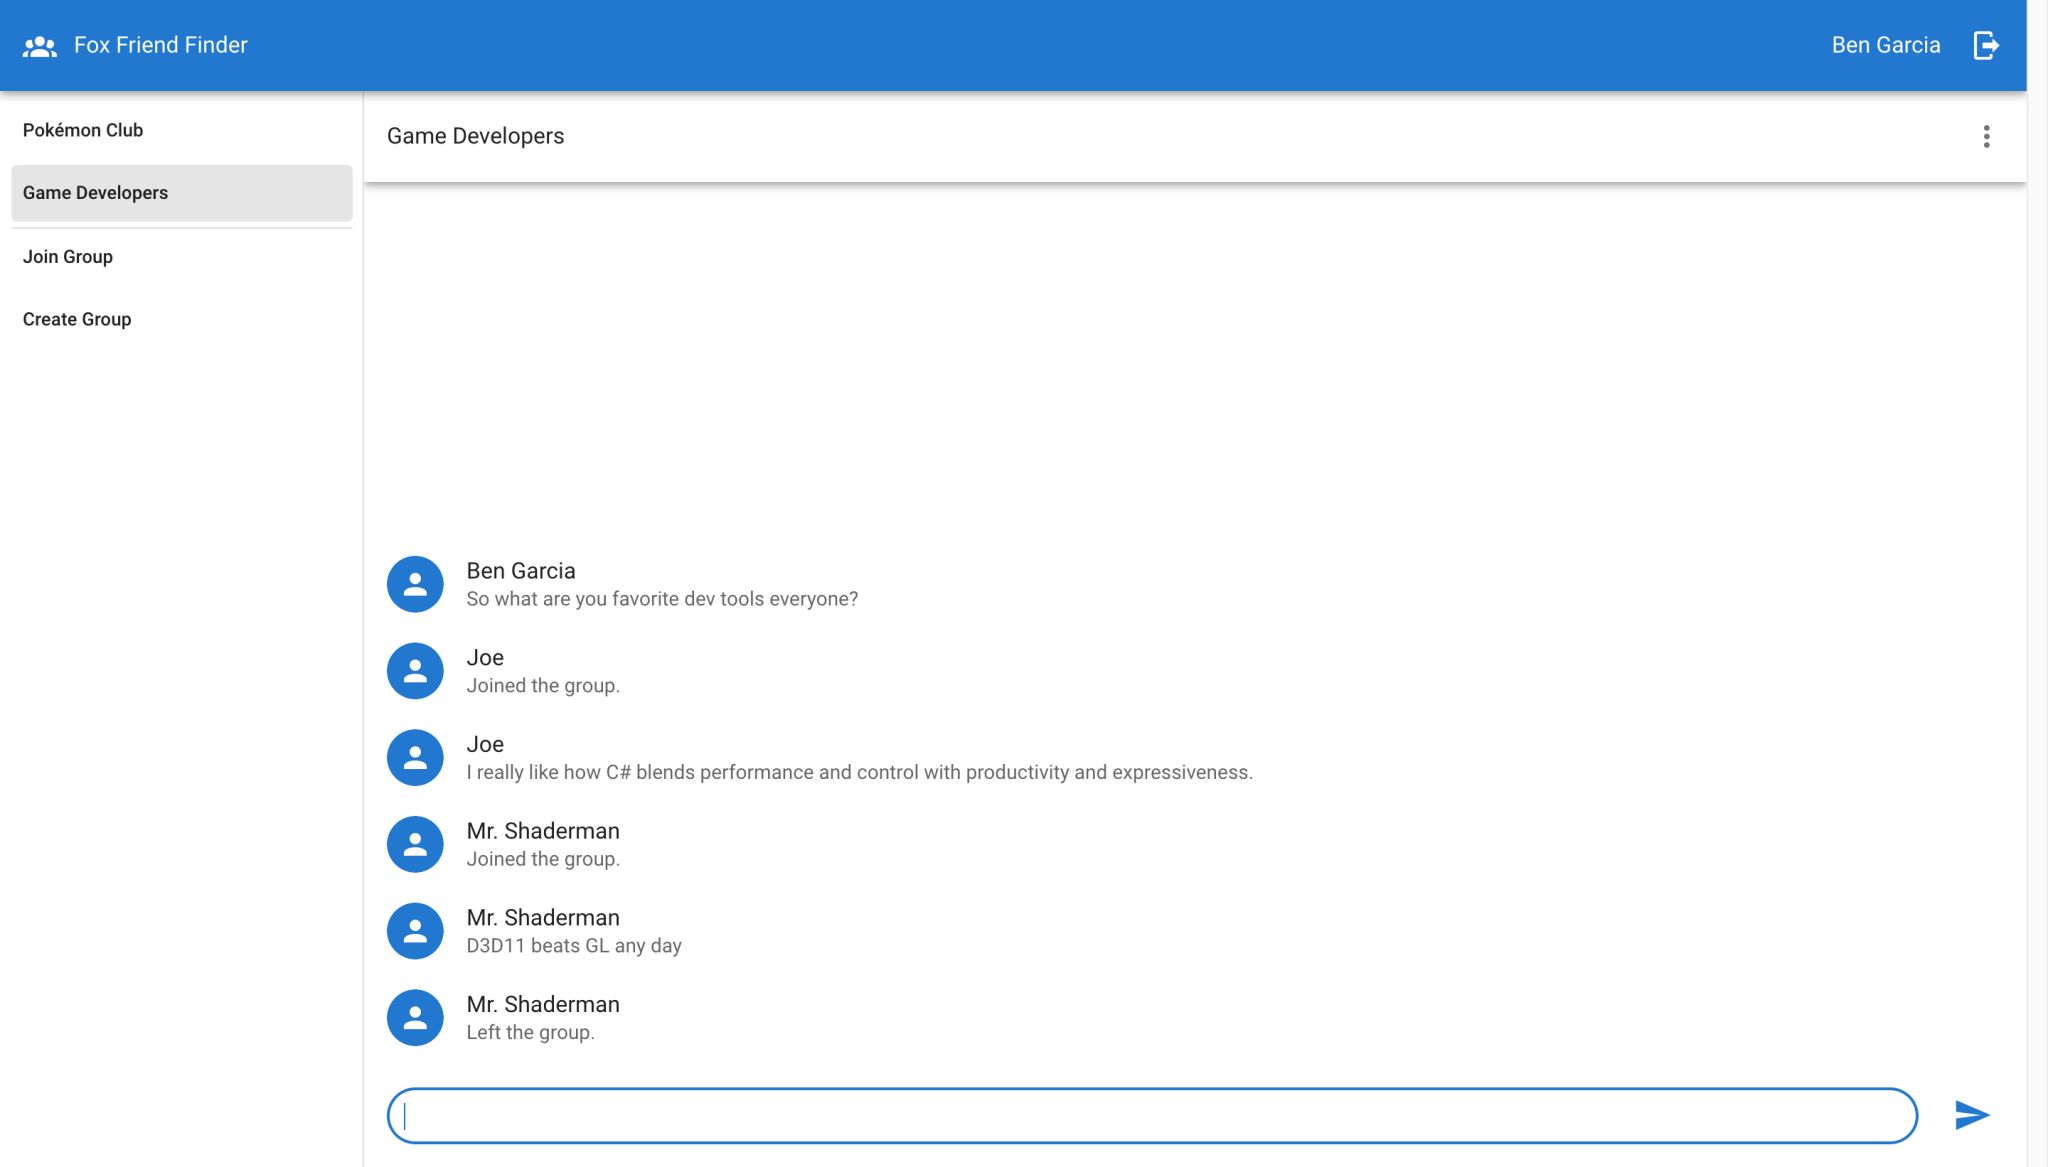 Fox Friend Finder
Ben Garcia
Pokémon Club
Game Developers
Join Group
Create Group
Game Developers
Ben Garcia
So what are you favorite dev tools everyone?
Joe
Joined the group.
Joe
I really like how C# blends performance and control with productivity and expressiveness.
Mr. Shaderman
Joined the group.
Mr. Shaderman
D3D11 beats GL any day
Mr. Shaderman
Left the group.